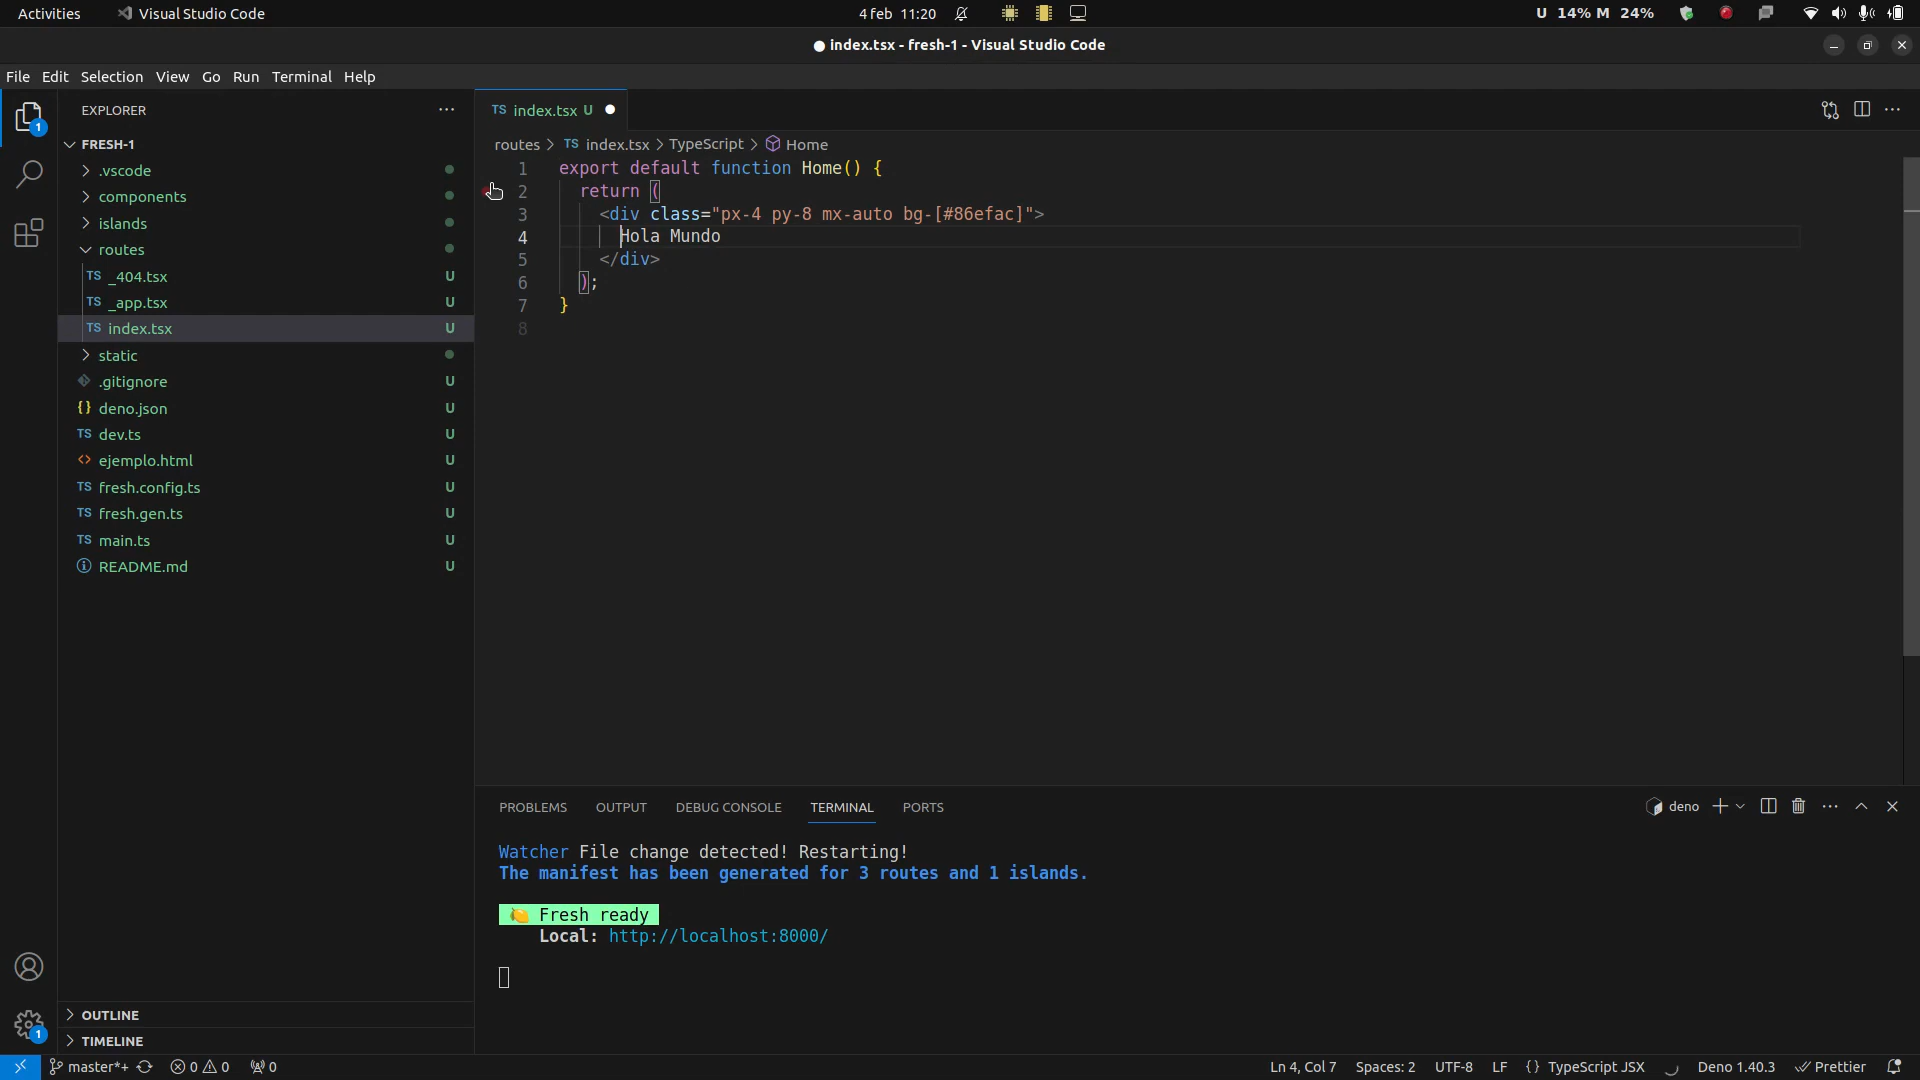 Activities Visual Studio Code 4 feb 11:20 U 14% M 24%
● index.tsx - fresh-1 - Visual Studio Code
File Edit Selection View Go Run Terminal Help
EXPLORER ···
1
FRESH-1
.vscode
components
islands
routes
TS _404.tsx U
TS _app.tsx U
TS index.tsx U
static
.gitignore U
{} deno.json U
TS dev.ts U
<> ejemplo.html U
TS fresh.config.ts U
TS fresh.gen.ts U
TS main.ts U
README.md U
OUTLINE
TIMELINE
1
TS index.tsx U ●
routes > TS index.tsx > TypeScript > Home
1 export default function Home() {
2 return (
3 <div class="px-4 py-8 mx-auto bg-[#86efac]">
4 Hola Mundo
5 </div>
6 );
7 }
8
PROBLEMS OUTPUT DEBUG CONSOLE TERMINAL PORTS deno
Watcher File change detected! Restarting!
The manifest has been generated for 3 routes and 1 islands.
🍋 Fresh ready
Local: http://localhost:8000/
master*+ 0 0 0 Ln 4, Col 7 Spaces: 2 UTF-8 LF {} TypeScript JSX Deno 1.40.3 Prettier